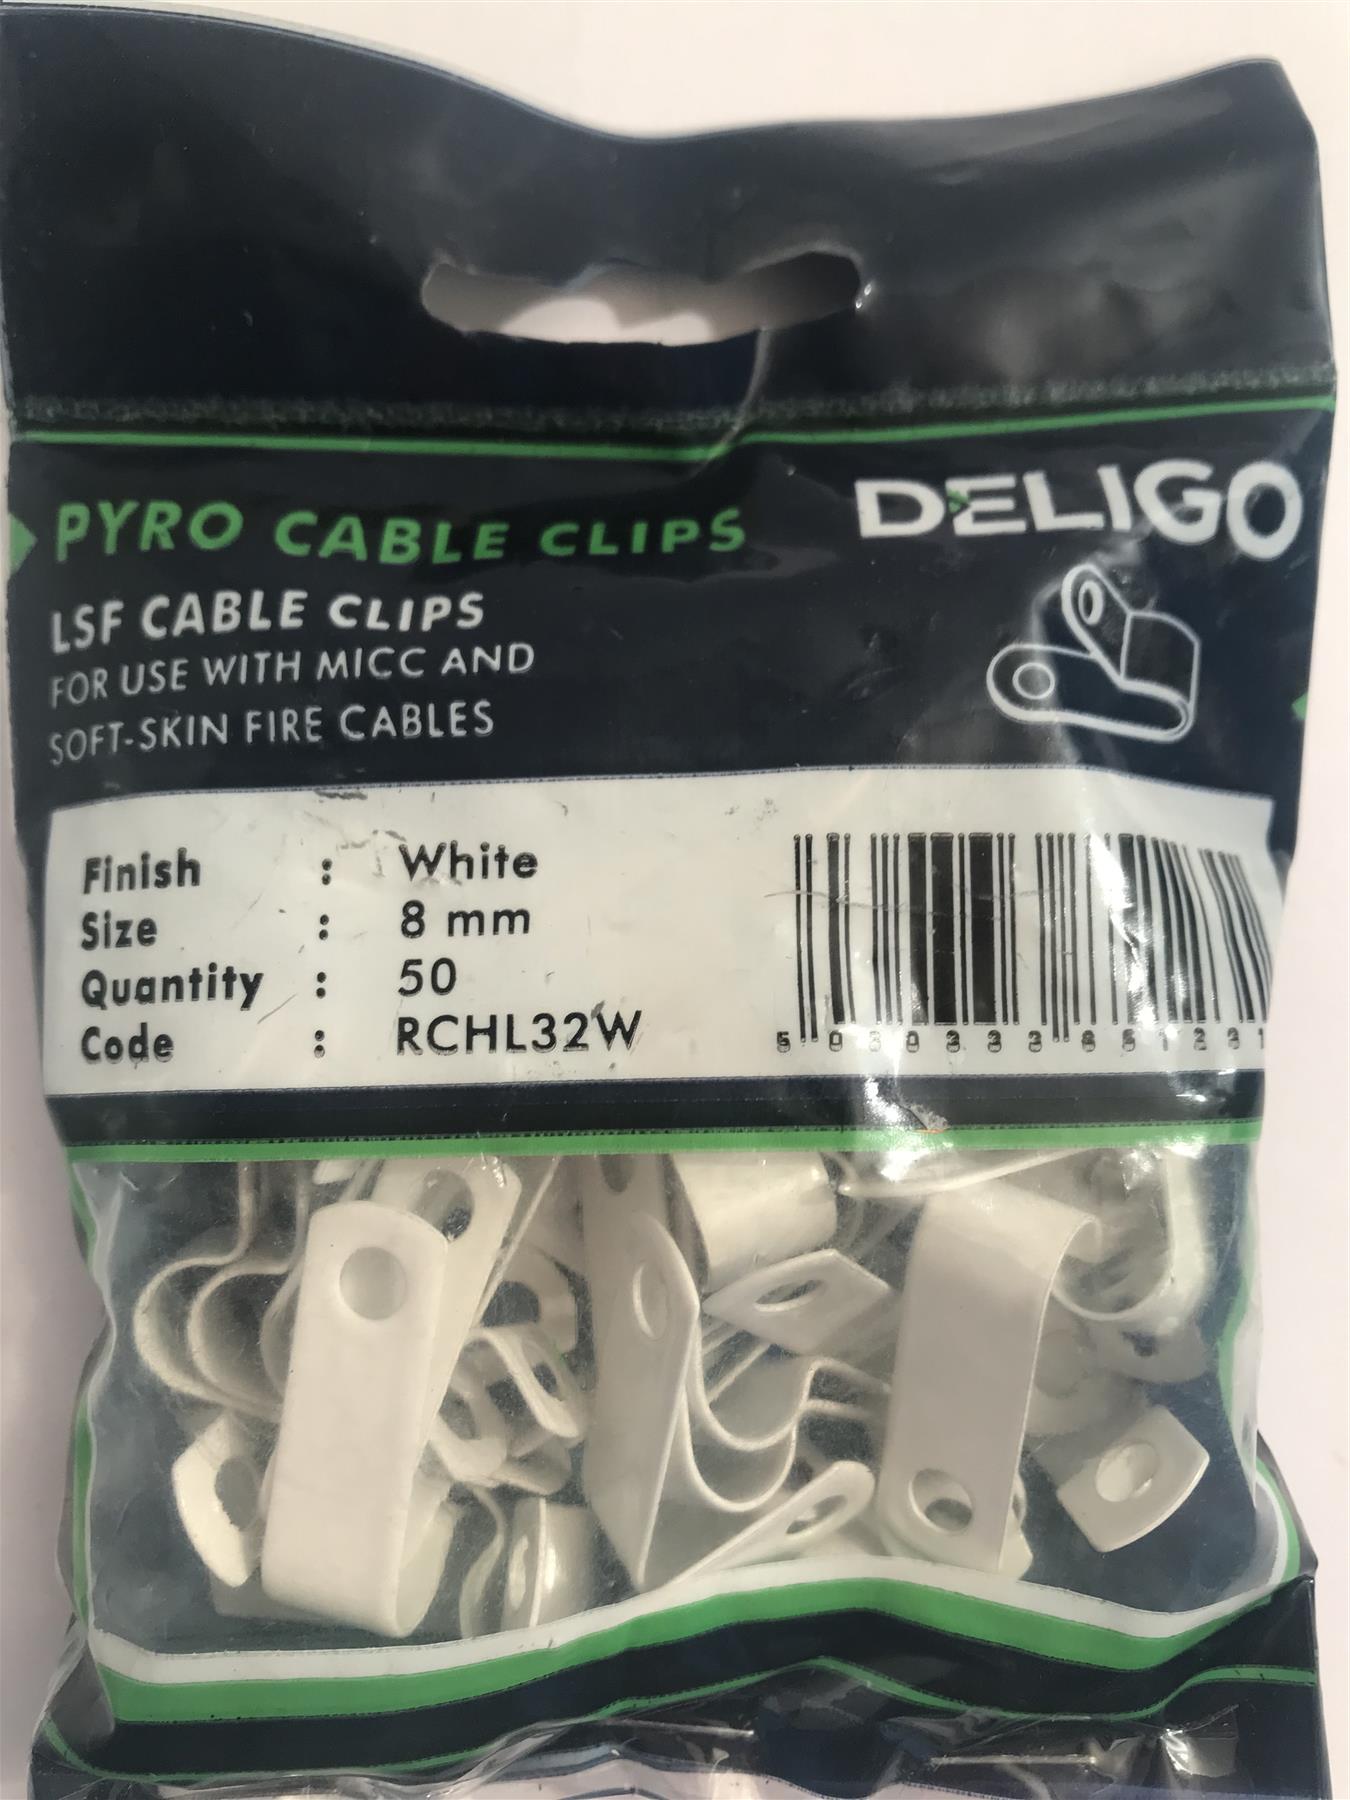 DELIGO
PYRO CABLE CLIPS
LSF CABLE CLIPS
FOR USE WITH MICC AND
SOFT-SKIN FIRE CABLES
Finish : White
Size : 8 mm
Quantity : 50
Code : RCHL32W